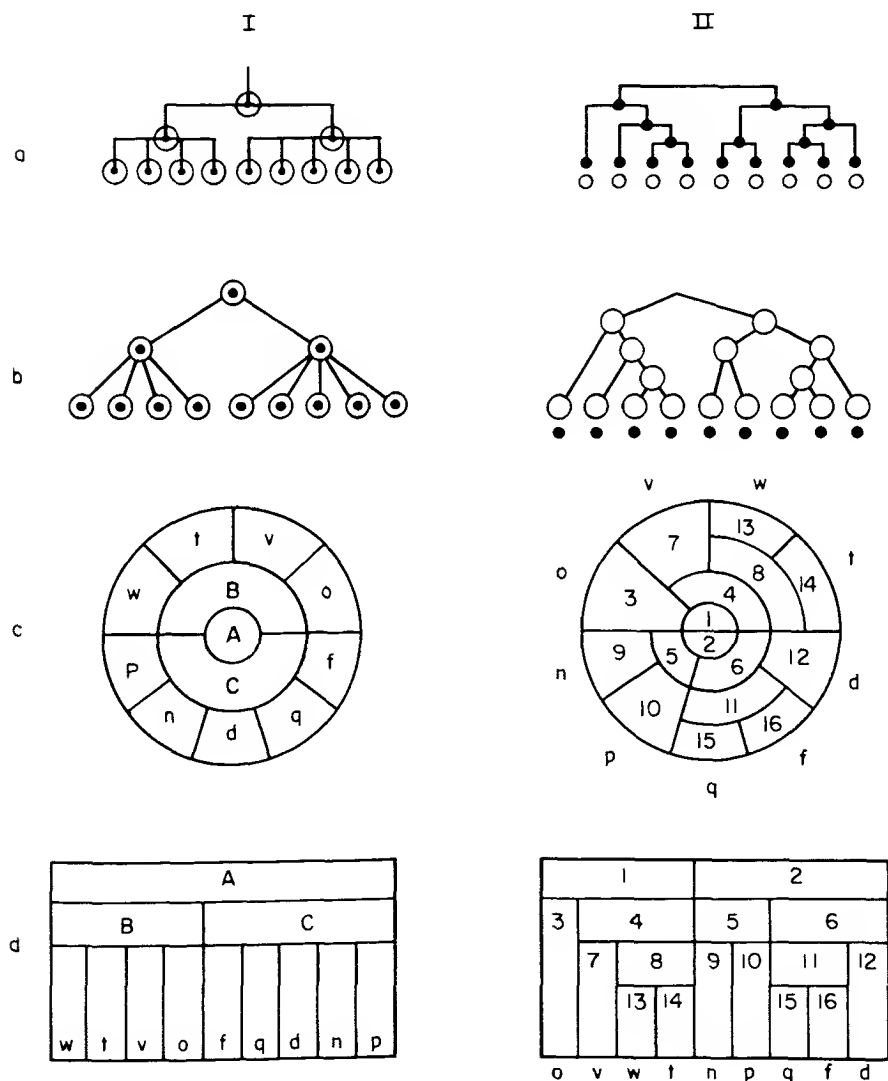 I II
a
b
c
w t v o
B
A
C
p n d q f
v w
o t
n d
p f
q
13
7 8 14
3 4
1
2
9 5 6 12
10 11
15 16
d
A
B C
w t v o f q d n p
1 2
3 4 5 6
7 8 9 10 11 12
13 14 15 16
o v w t n p q f d